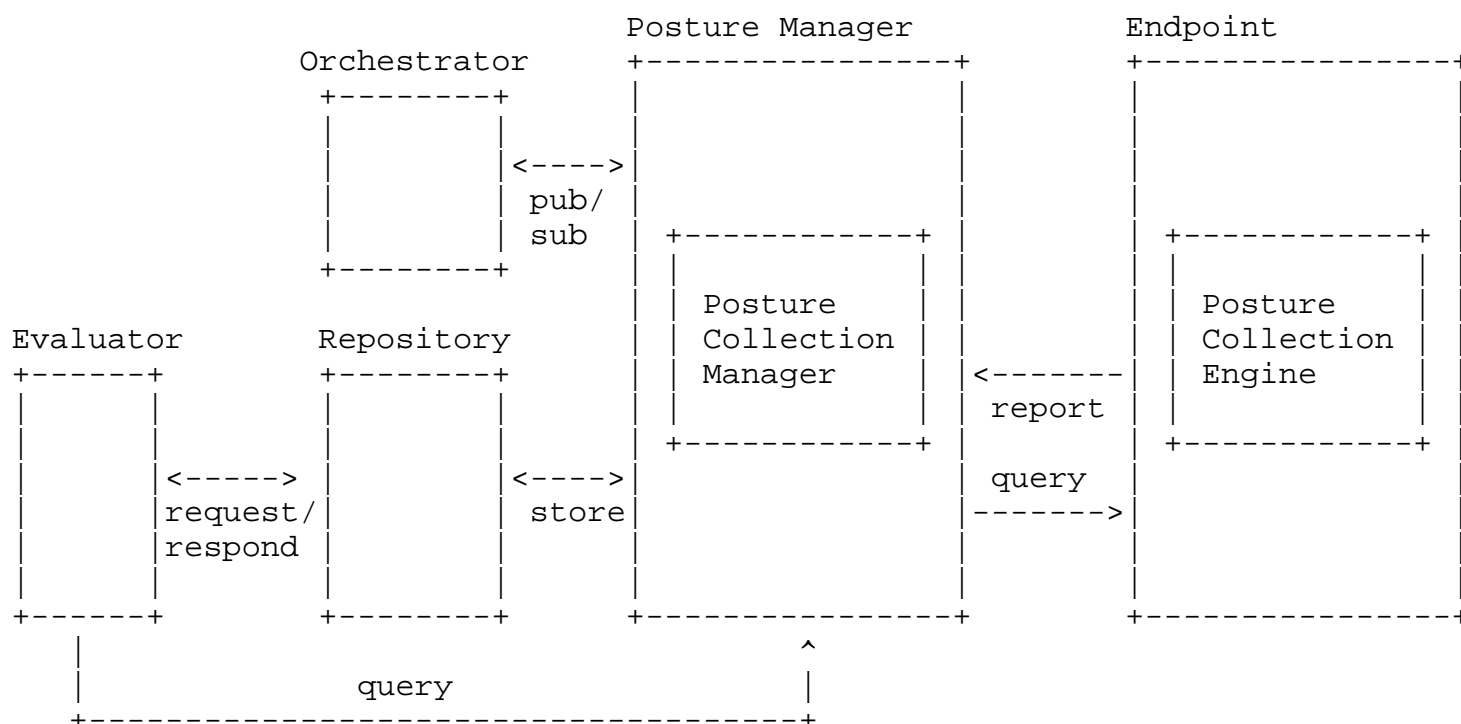 Posture Manager
Endpoint
Orchestrator
<---->
pub/
sub
Posture
Collection
Manager
Posture
Collection
Engine
Evaluator
Repository
<-------
report
<----->
request/
respond
<---->
store
query
------->
query